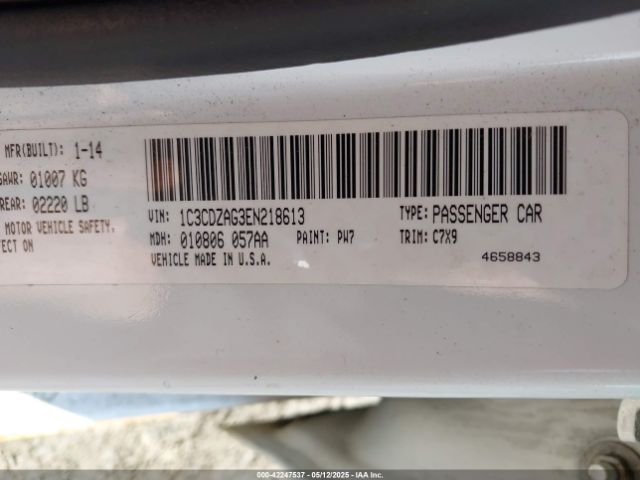 MFR(BUILT): 1-14
GAWR: 01007 KG
REAR: 02220 LB
MOTOR VEHICLE SAFETY,
ON
VIN: 1C3CDZAG3EN218613 TYPE: PASSENGER CAR
MDH: 010806 057AA PAINT: PW7 TRIM: C7X9
VEHICLE MADE IN U.S.A. 4658843
000-42247537 - 05/12/2025 - IAA Inc.